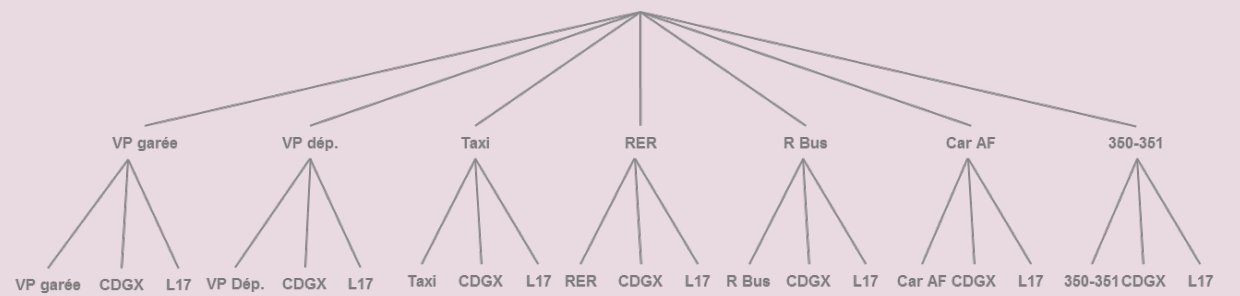 VP garée VP dép. Taxi RER R Bus Car AF 350-351
VP garée CDGX L17 VP Dép. CDGX L17 Taxi CDGX L17 RER CDGX L17 R Bus CDGX L17 Car AF CDGX L17 350-351 CDGX L17